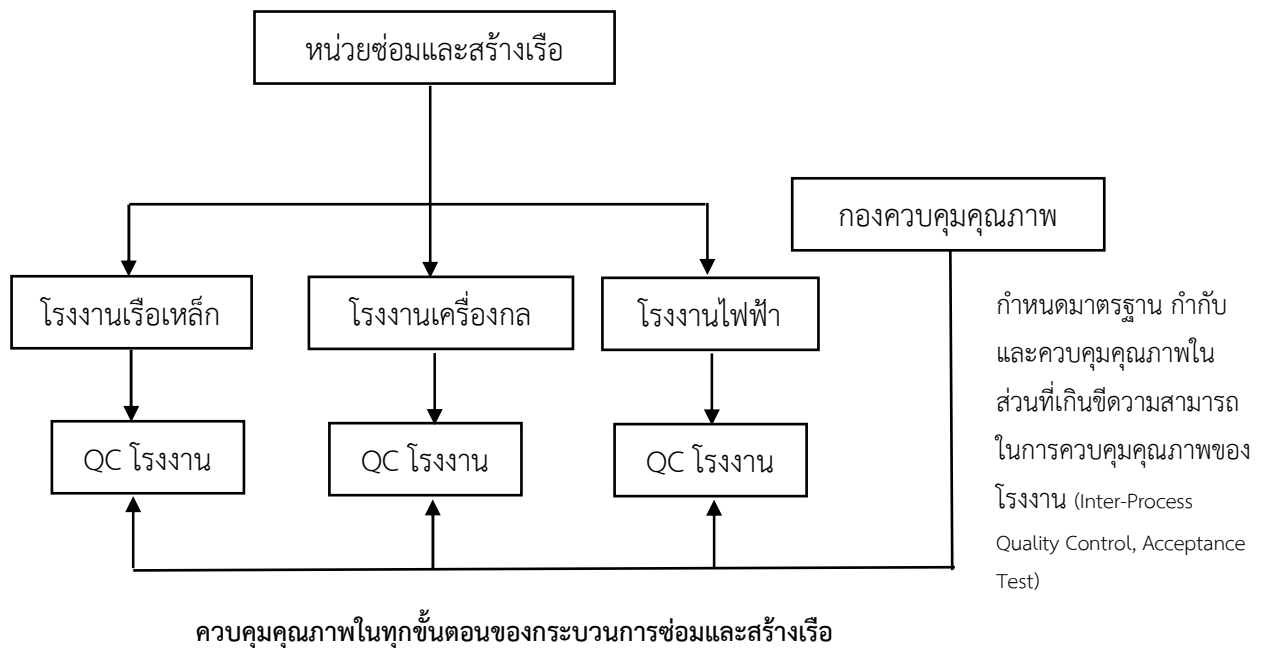 หน่วยซ่อมและสร้างเรือ
กองควบคุมคุณภาพ
โรงงานเรือเหล็ก
โรงงานเครื่องกล
โรงงานไฟฟ้า
QC โรงงาน
QC โรงงาน
QC โรงงาน
กำหนดมาตรฐาน กำกับ
และควบคุมคุณภาพใน
ส่วนที่เกินขีดความสามารถ
ในการควบคุมคุณภาพของ
โรงงาน (Inter-Process
Quality Control, Acceptance
Test)
ควบคุมคุณภาพในทุกขั้นตอนของกระบวนการซ่อมและสร้างเรือ